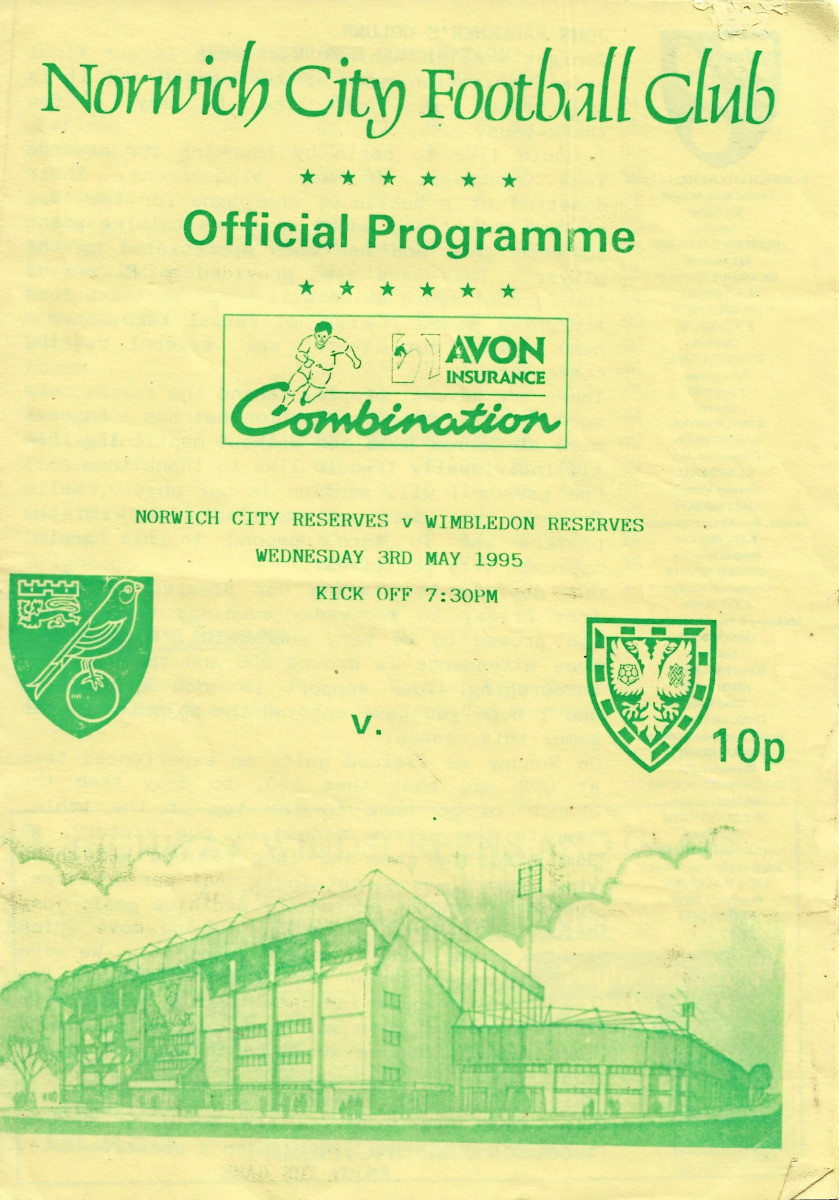 Norwich City Football Club
Official Programme
AVON
INSURANCE
Combination
NORWICH CITY RESERVES v WIMBLEDON RESERVES
WEDNESDAY 3RD MAY 1995
KICK OFF 7:30PM
v.
10p